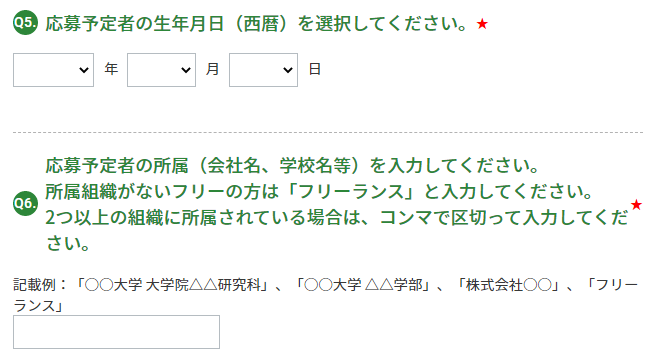 Q5. 応募予定者の生年月日（西暦）を選択してください。★
年 月 日
応募予定者の所属（会社名、学校名等）を入力してください。
所属組織がないフリーの方は「フリーランス」と入力してください。
Q6. 2つ以上の組織に所属されている場合は、コンマで区切って入力してくだ★
さい。
記載例：「〇〇大学 大学院△△研究科」、「〇〇大学 △△学部」、「株式会社〇〇」、「フリー
ランス」